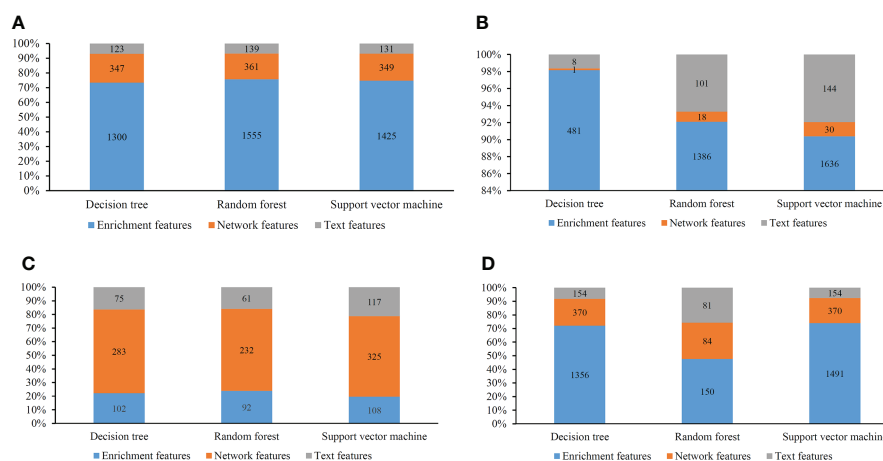 A
100%
90%
80%
70%
60%
50%
40%
30%
20%
10%
0%
123 139 131
347 361 349
1300 1555 1425
Decision tree Random forest Support vector machine
Enrichment features Network features Text features
B
100%
98%
96%
94%
92%
90%
88%
86%
84%
8 101 144
1 18 30
481 1386 1636
Decision tree Random forest Support vector machine
Enrichment features Network features Text features
C
100%
90%
80%
70%
60%
50%
40%
30%
20%
10%
0%
75 61 117
283 232 325
102 92 108
Decision tree Random forest Support vector machine
Enrichment features Network features Text features
D
100%
90%
80%
70%
60%
50%
40%
30%
20%
10%
0%
154 81 154
370 84 370
1356 150 1491
Decision tree Random forest Support vector machin
Enrichment features Network features Text features